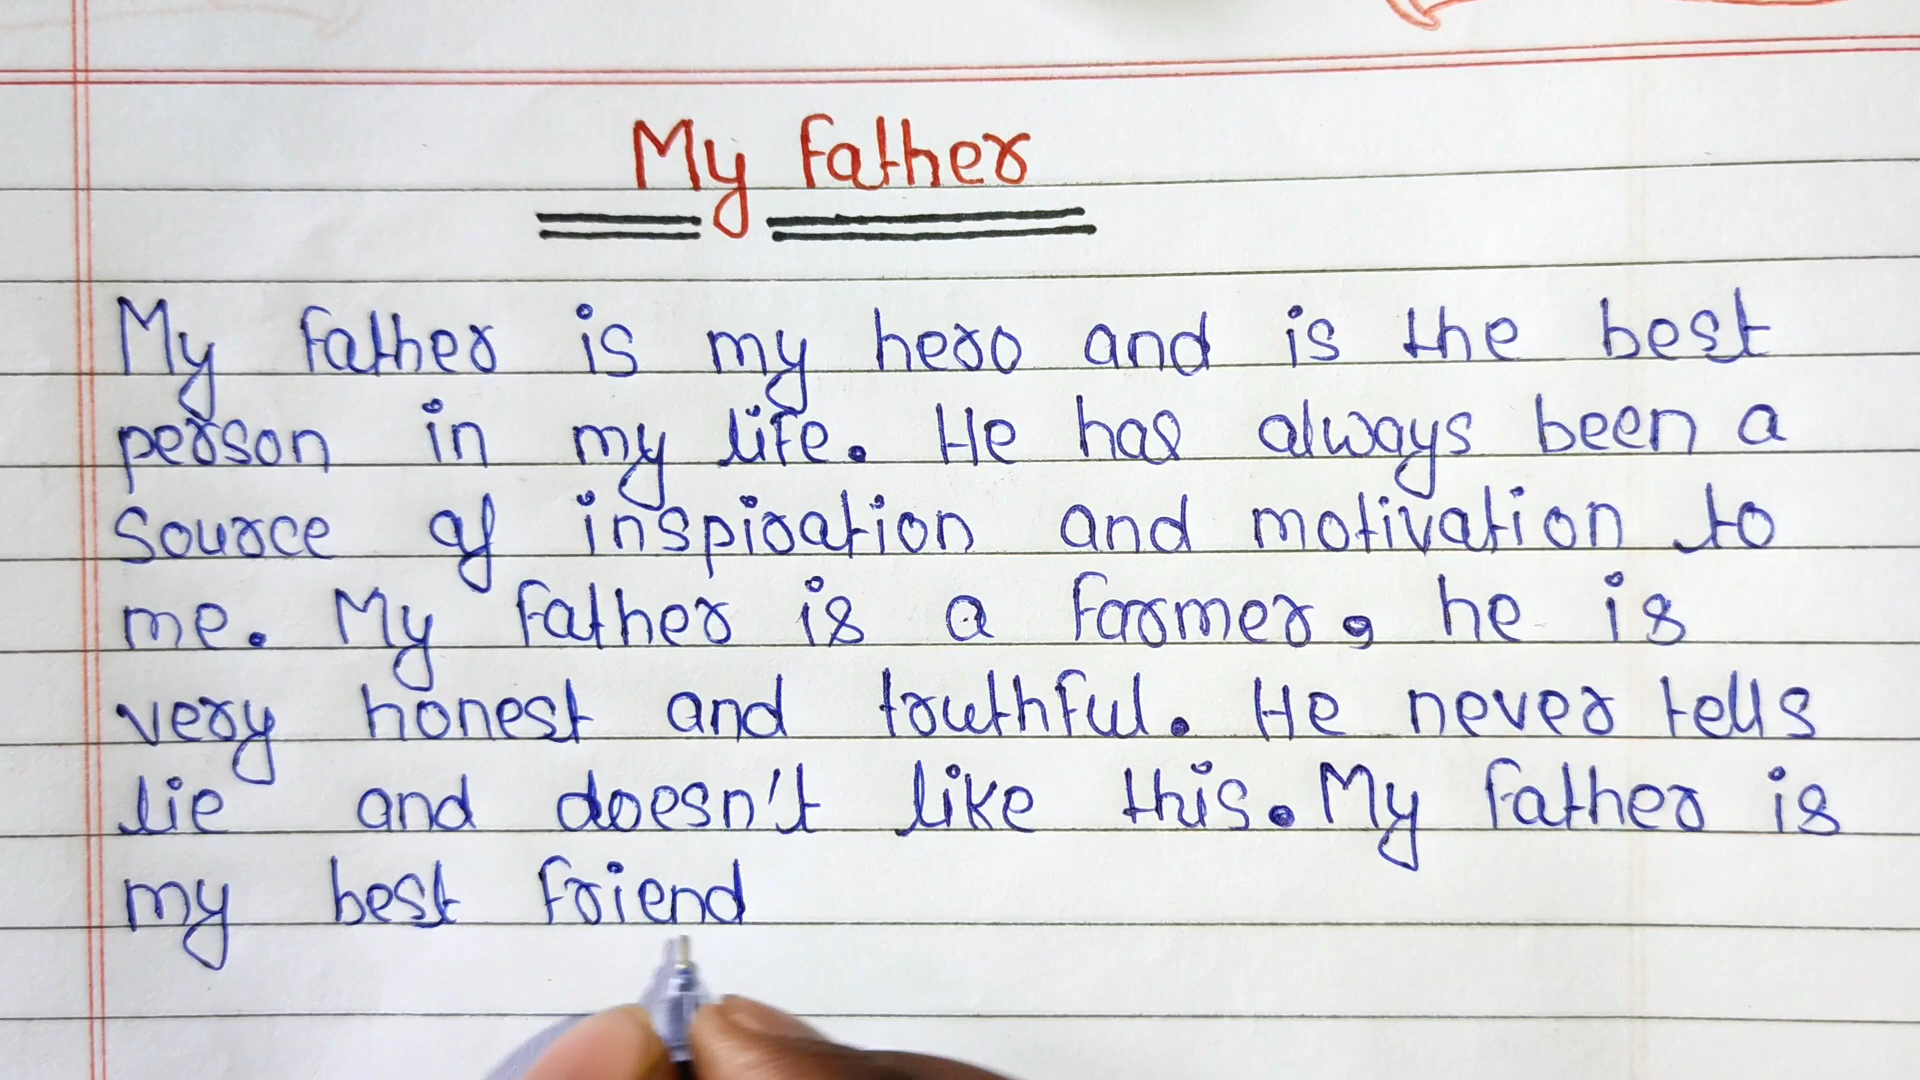 My Father
My father is my hero and is the best
person in my life. He has always been a
source of inspiration and motivation to
me. My father is a farmer, he is
very honest and truthful. He never tells
lie and doesn't like this. My father is
my best friend